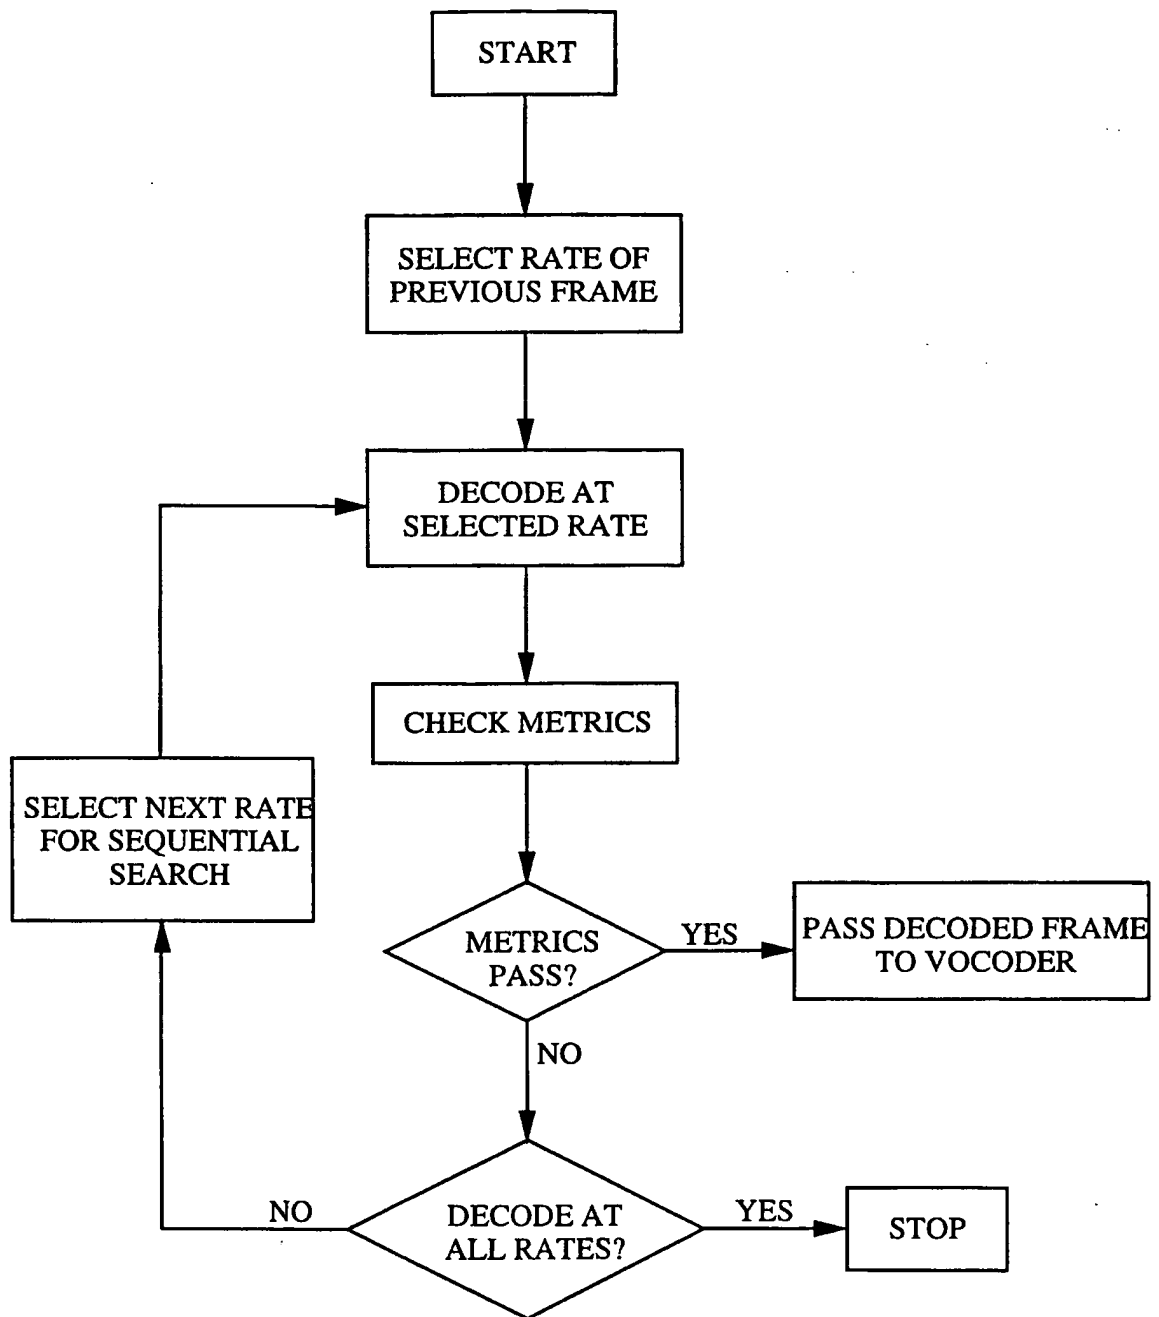 START
SELECT RATE OF
PREVIOUS FRAME
DECODE AT
SELECTED RATE
CHECK METRICS
SELECT NEXT RATE
FOR SEQUENTIAL
SEARCH
METRICS
PASS?
YES
PASS DECODED FRAME
TO VOCODER
NO
DECODE AT
ALL RATES?
NO
YES
STOP